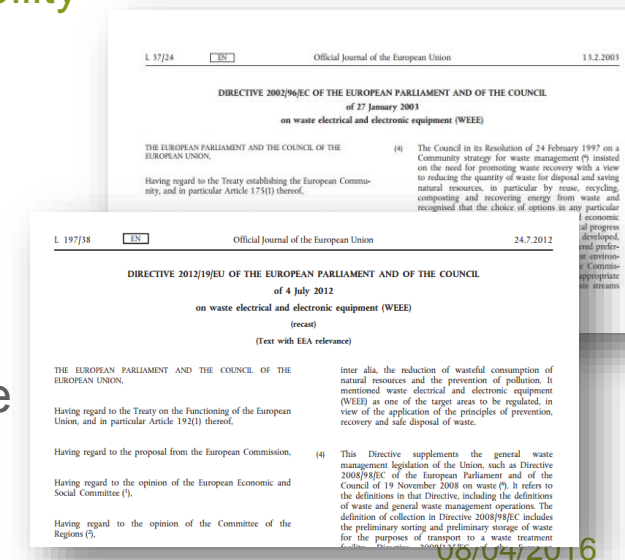 L 37/24 EN Official Journal of the European Union 13.2.2003
DIRECTIVE 2002/96/EC OF THE EUROPEAN PARLIAMENT AND OF THE COUNCIL
of 27 January 2003
on waste electrical and electronic equipment (WEEE)
THE EUROPEAN PARLIAMENT AND THE COUNCIL OF THE
EUROPEAN UNION,
Having regard to the Treaty establishing the European Commu-
nity, and in particular Article 175(1) thereof,
(4) The Council in its Resolution of 24 February 1997 on a
Community strategy for waste management (⁶) insisted
on the need for promoting waste recovery with a view
to reducing the quantity of waste for disposal and saving
natural resources, in particular by reuse, recycling,
composting and recovering energy from waste and
recognised that the choice of options in any particular
economic
progress
developed,
prefer-
environ-
Commis-
appropriate
streams
L 197/38 EN Official Journal of the European Union 24.7.2012
DIRECTIVE 2012/19/EU OF THE EUROPEAN PARLIAMENT AND OF THE COUNCIL
of 4 July 2012
on waste electrical and electronic equipment (WEEE)
(recast)
(Text with EEA relevance)
THE EUROPEAN PARLIAMENT AND THE COUNCIL OF THE
EUROPEAN UNION,
Having regard to the Treaty on the Functioning of the European
Union, and in particular Article 192(1) thereof,
Having regard to the proposal from the European Commission,
Having regard to the opinion of the European Economic and
Social Committee (¹),
Having regard to the opinion of the Committee of the
Regions (²),
inter alia, the reduction of wasteful consumption of
natural resources and the prevention of pollution. It
mentioned waste electrical and electronic equipment
(WEEE) as one of the target areas to be regulated, in
view of the application of the principles of prevention,
recovery and safe disposal of waste.
(4) This Directive supplements the general waste
management legislation of the Union, such as Directive
2008/98/EC of the European Parliament and of the
Council of 19 November 2008 on waste (⁶). It refers to
the definitions in that Directive, including the definitions
of waste and general waste management operations. The
definition of collection in Directive 2008/98/EC includes
the preliminary sorting and preliminary storage of waste
for the purposes of transport to a waste treatment
08/04/2016